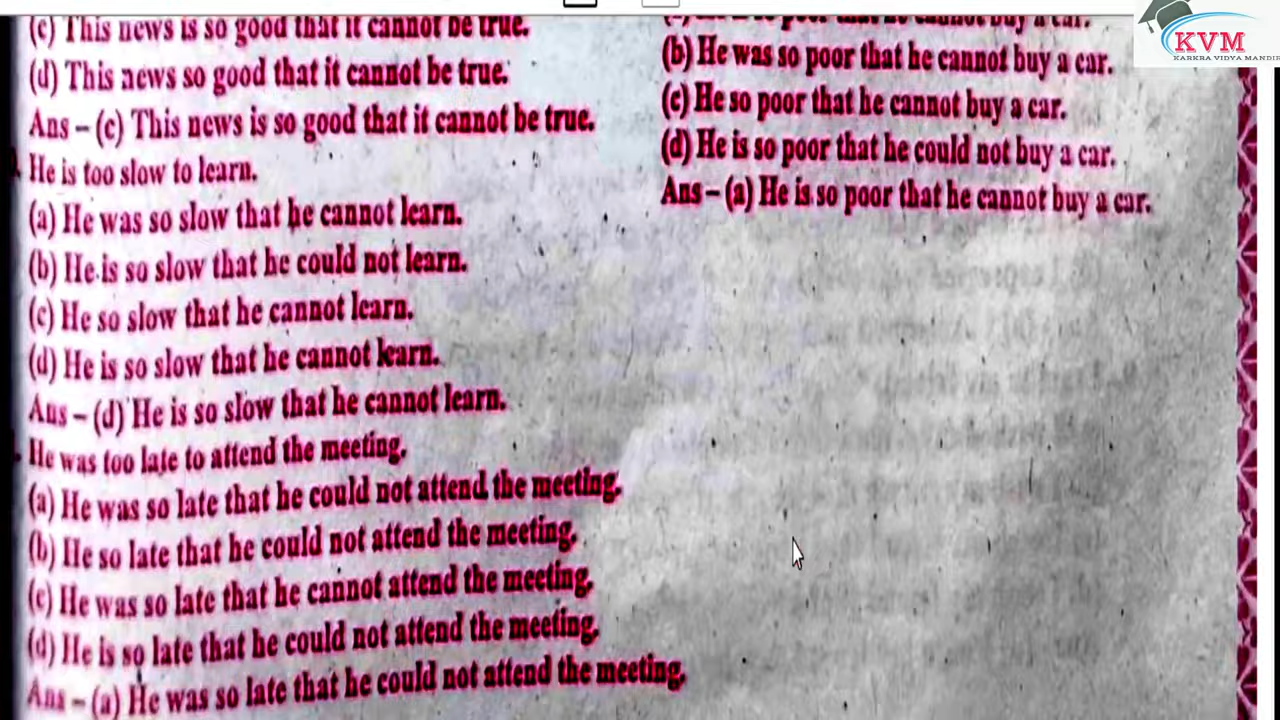 (c) This news is so good that it cannot be true.
(d) This news so good that it cannot be true.
Ans – (c) This news is so good that it cannot be true.
He is too slow to learn.
(a) He was so slow that he cannot learn.
(b) He is so slow that he could not learn.
(c) He so slow that he cannot learn.
(d) He is so slow that he cannot learn.
Ans – (d) He is so slow that he cannot learn.
He was too late to attend the meeting.
(a) He was so late that he could not attend the meeting.
(b) He so late that he could not attend the meeting.
(c) He was so late that he cannot attend the meeting.
(d) He is so late that he could not attend the meeting.
Ans – (a) He was so late that he could not attend the meeting.
poor that he cannot buy a car.
(b) He was so poor that he cannot buy a car.
(c) He so poor that he cannot buy a car.
(d) He is so poor that he could not buy a car.
Ans – (a) He is so poor that he cannot buy a car.
KVM
KARKRA VIDYA MANDIR